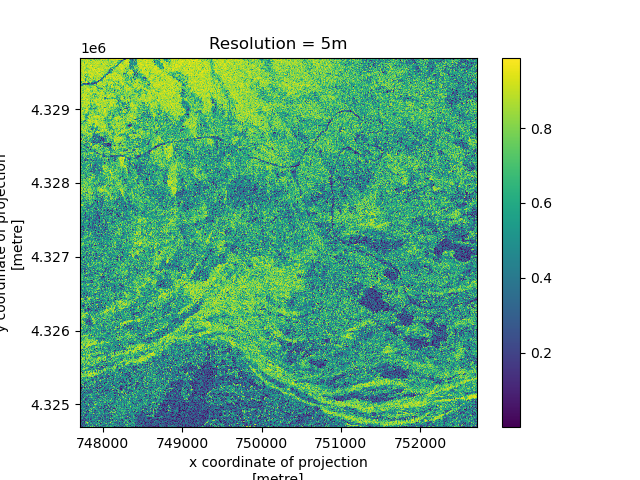 Resolution = 5m
1e6
4.329
4.328
4.327
4.326
4.325
y coordinate of projection
[metre]
748000 749000 750000 751000 752000
x coordinate of projection
[metre]
0.8
0.6
0.4
0.2